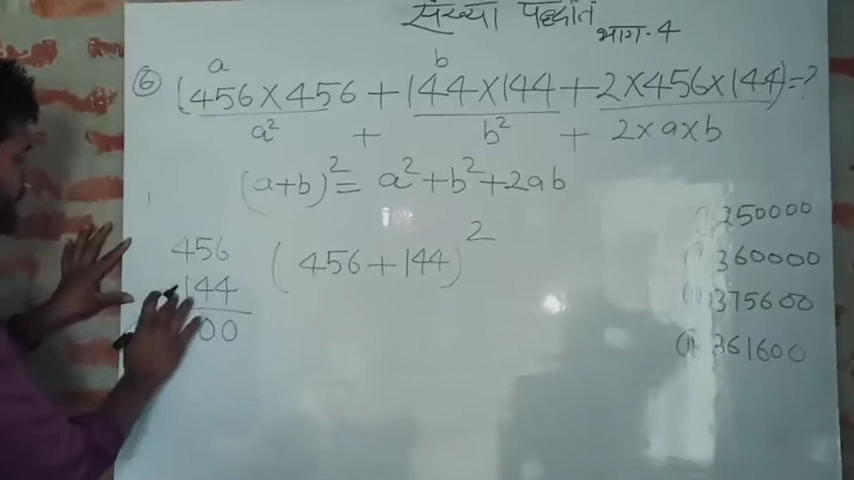 संख्या पद्धति
भाग-4
a b
⑥ (456×456+144×144+2×456×144)=?
a² + b² + 2×a×b
(a+b)² = a²+b²+2ab
456 (456+144)²
144
00
250000
360000
375600
361600